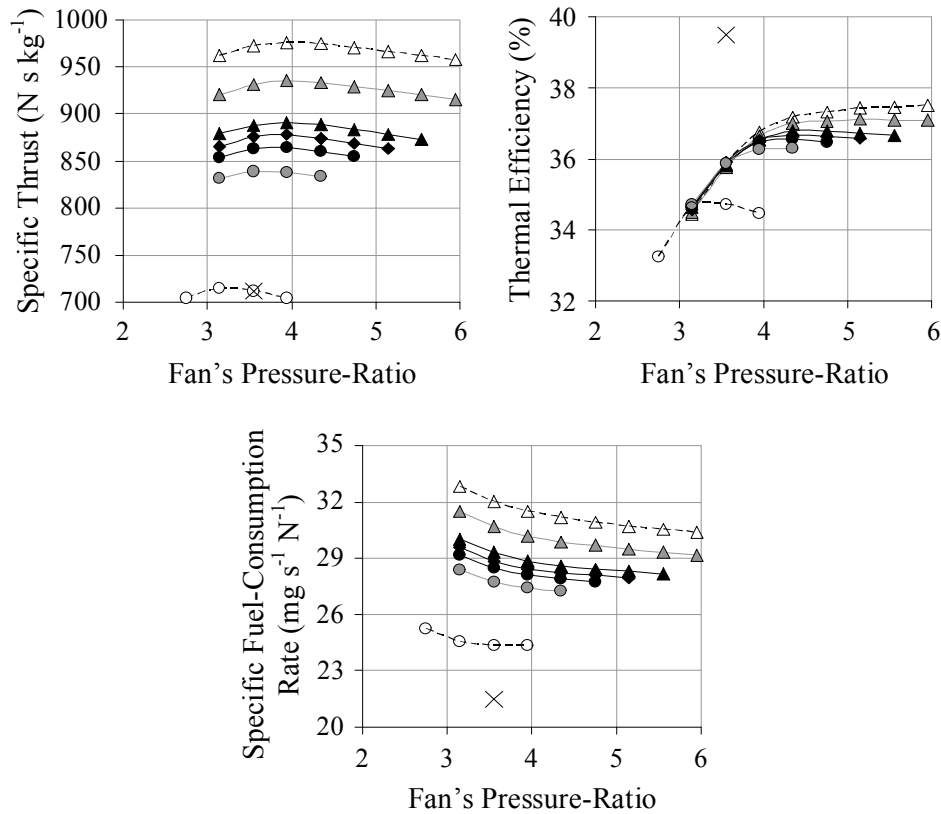 Specific Thrust (N s kg⁻¹)
1000
950
900
850
800
750
700
2 3 4 5 6
Fan's Pressure-Ratio
Thermal Efficiency (%)
40
38
36
34
32
2 3 4 5 6
Fan's Pressure-Ratio
Specific Fuel-Consumption
Rate (mg s⁻¹ N⁻¹)
35
32
29
26
23
20
2 3 4 5 6
Fan's Pressure-Ratio